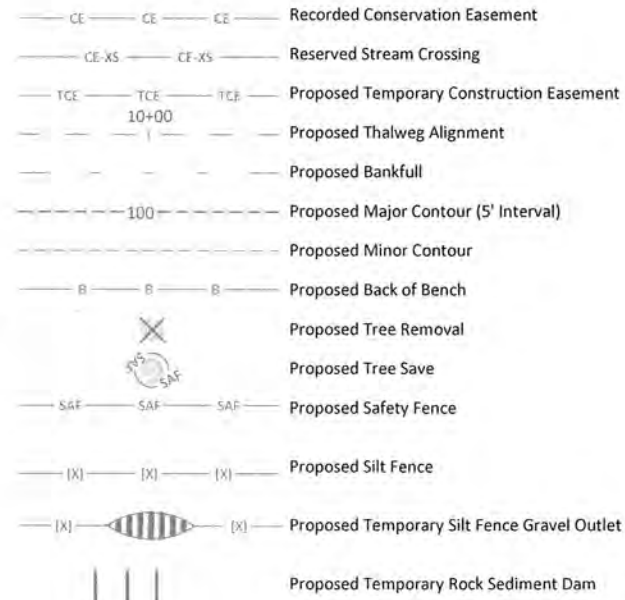 CE CE CE Recorded Conservation Easement
CE-XS CE-XS Reserved Stream Crossing
TCE TCE TCE Proposed Temporary Construction Easement
10+00
Proposed Thalweg Alignment
Proposed Bankfull
100 Proposed Major Contour (5' Interval)
Proposed Minor Contour
B B B Proposed Back of Bench
Proposed Tree Removal
SVS SAF Proposed Tree Save
SAF SAF SAF Proposed Safety Fence
[X] [X] [X] Proposed Silt Fence
[X] [X] Proposed Temporary Silt Fence Gravel Outlet
Proposed Temporary Rock Sediment Dam